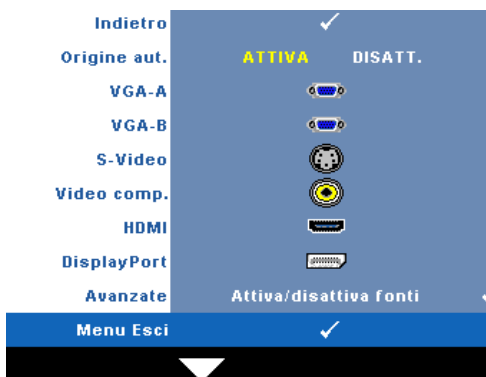 Indietro
Origine aut. ATTIVA DISATT.
VGA-A
VGA-B
S-Video
Video comp.
HDMI
DisplayPort
Avanzate Attiva/disattiva fonti
Menu Esci